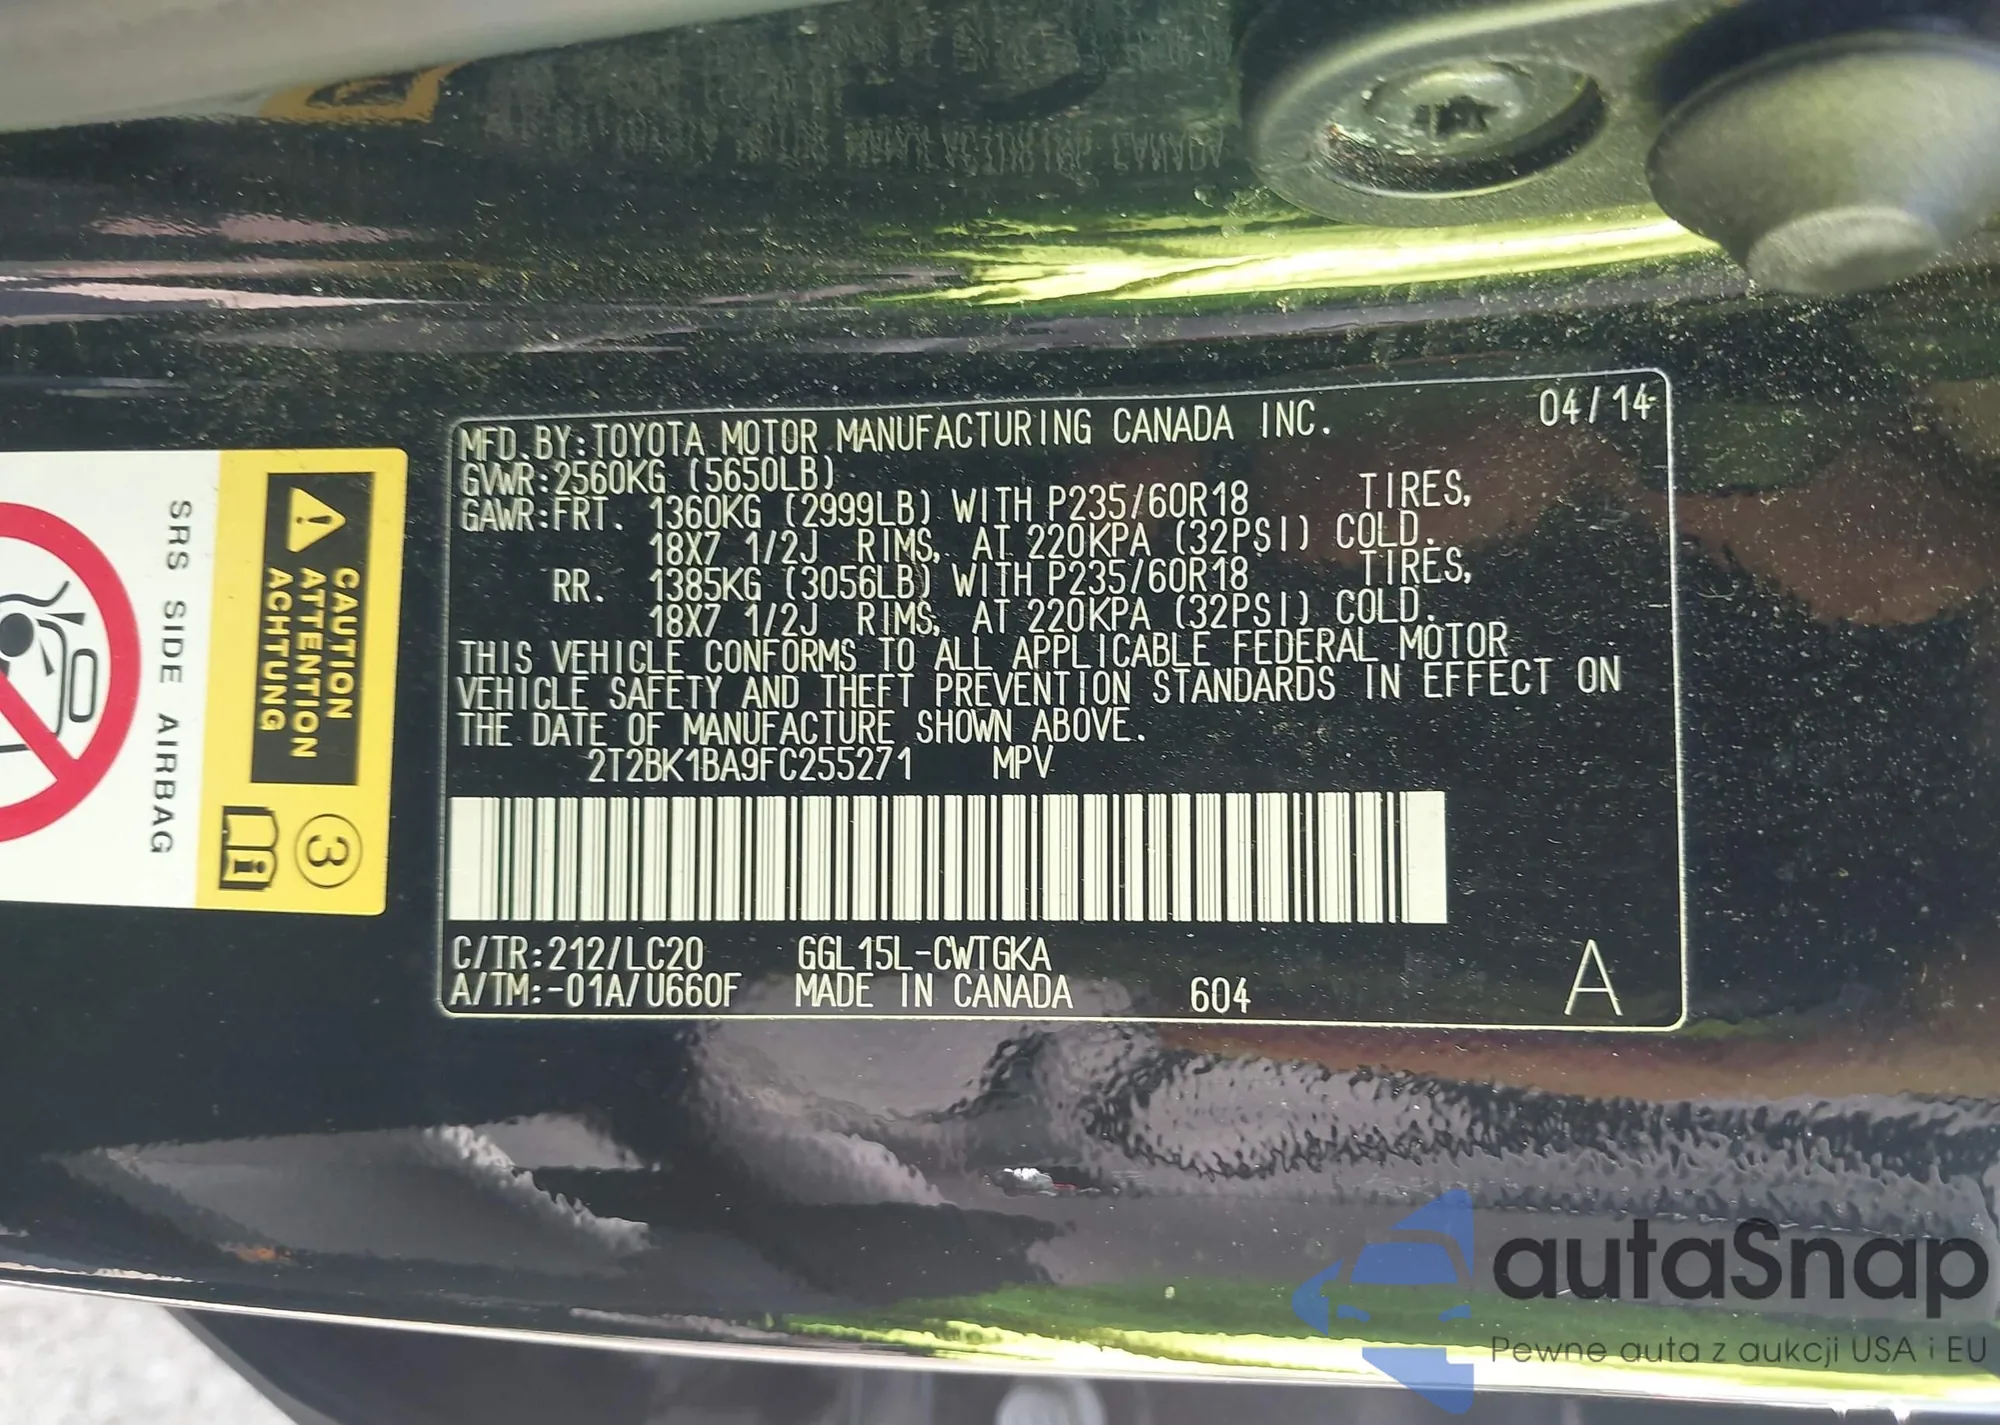 MFD.BY:TOYOTA MOTOR MANUFACTURING CANADA INC. 04/14
GVWR:2560KG (5650LB)
GAWR:FRT. 1360KG (2999LB) WITH P235/60R18 TIRES,
18X7 1/2J RIMS, AT 220KPA (32PSI) COLD.
RR. 1385KG (3056LB) WITH P235/60R18 TIRES,
18X7 1/2J RIMS, AT 220KPA (32PSI) COLD.
THIS VEHICLE CONFORMS TO ALL APPLICABLE FEDERAL MOTOR
VEHICLE SAFETY AND THEFT PREVENTION STANDARDS IN EFFECT ON
THE DATE OF MANUFACTURE SHOWN ABOVE.
2T2BK1BA9FC255271 MPV
C/TR:212/LC20 GGL15L-CWTGKA
A/TM:-01A/U660F MADE IN CANADA 604 A
CAUTION
ATTENTION
ACHTUNG
3
i
SRS SIDE AIRBAG
autaSnap
Pewne auta z aukcji USA i EU